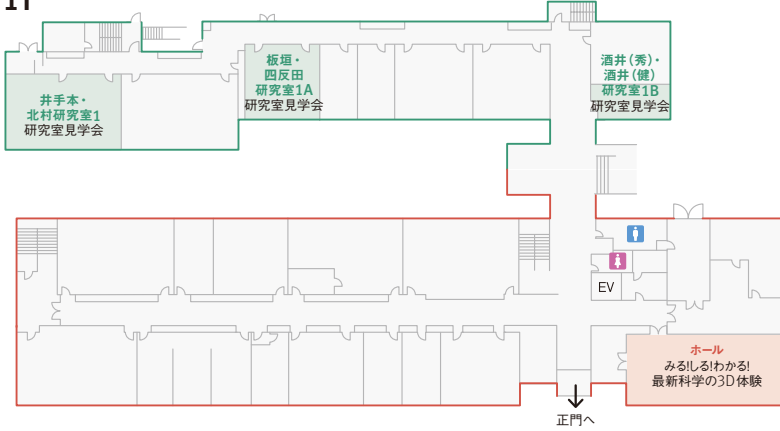 井手本・
北村研究室1
研究室見学会
板垣・
四反田
研究室1A
研究室見学会
酒井(秀)・
酒井(健)
研究室1B
研究室見学会
EV
ホール
みる!しる!わかる!
最新科学の3D体験
正門へ